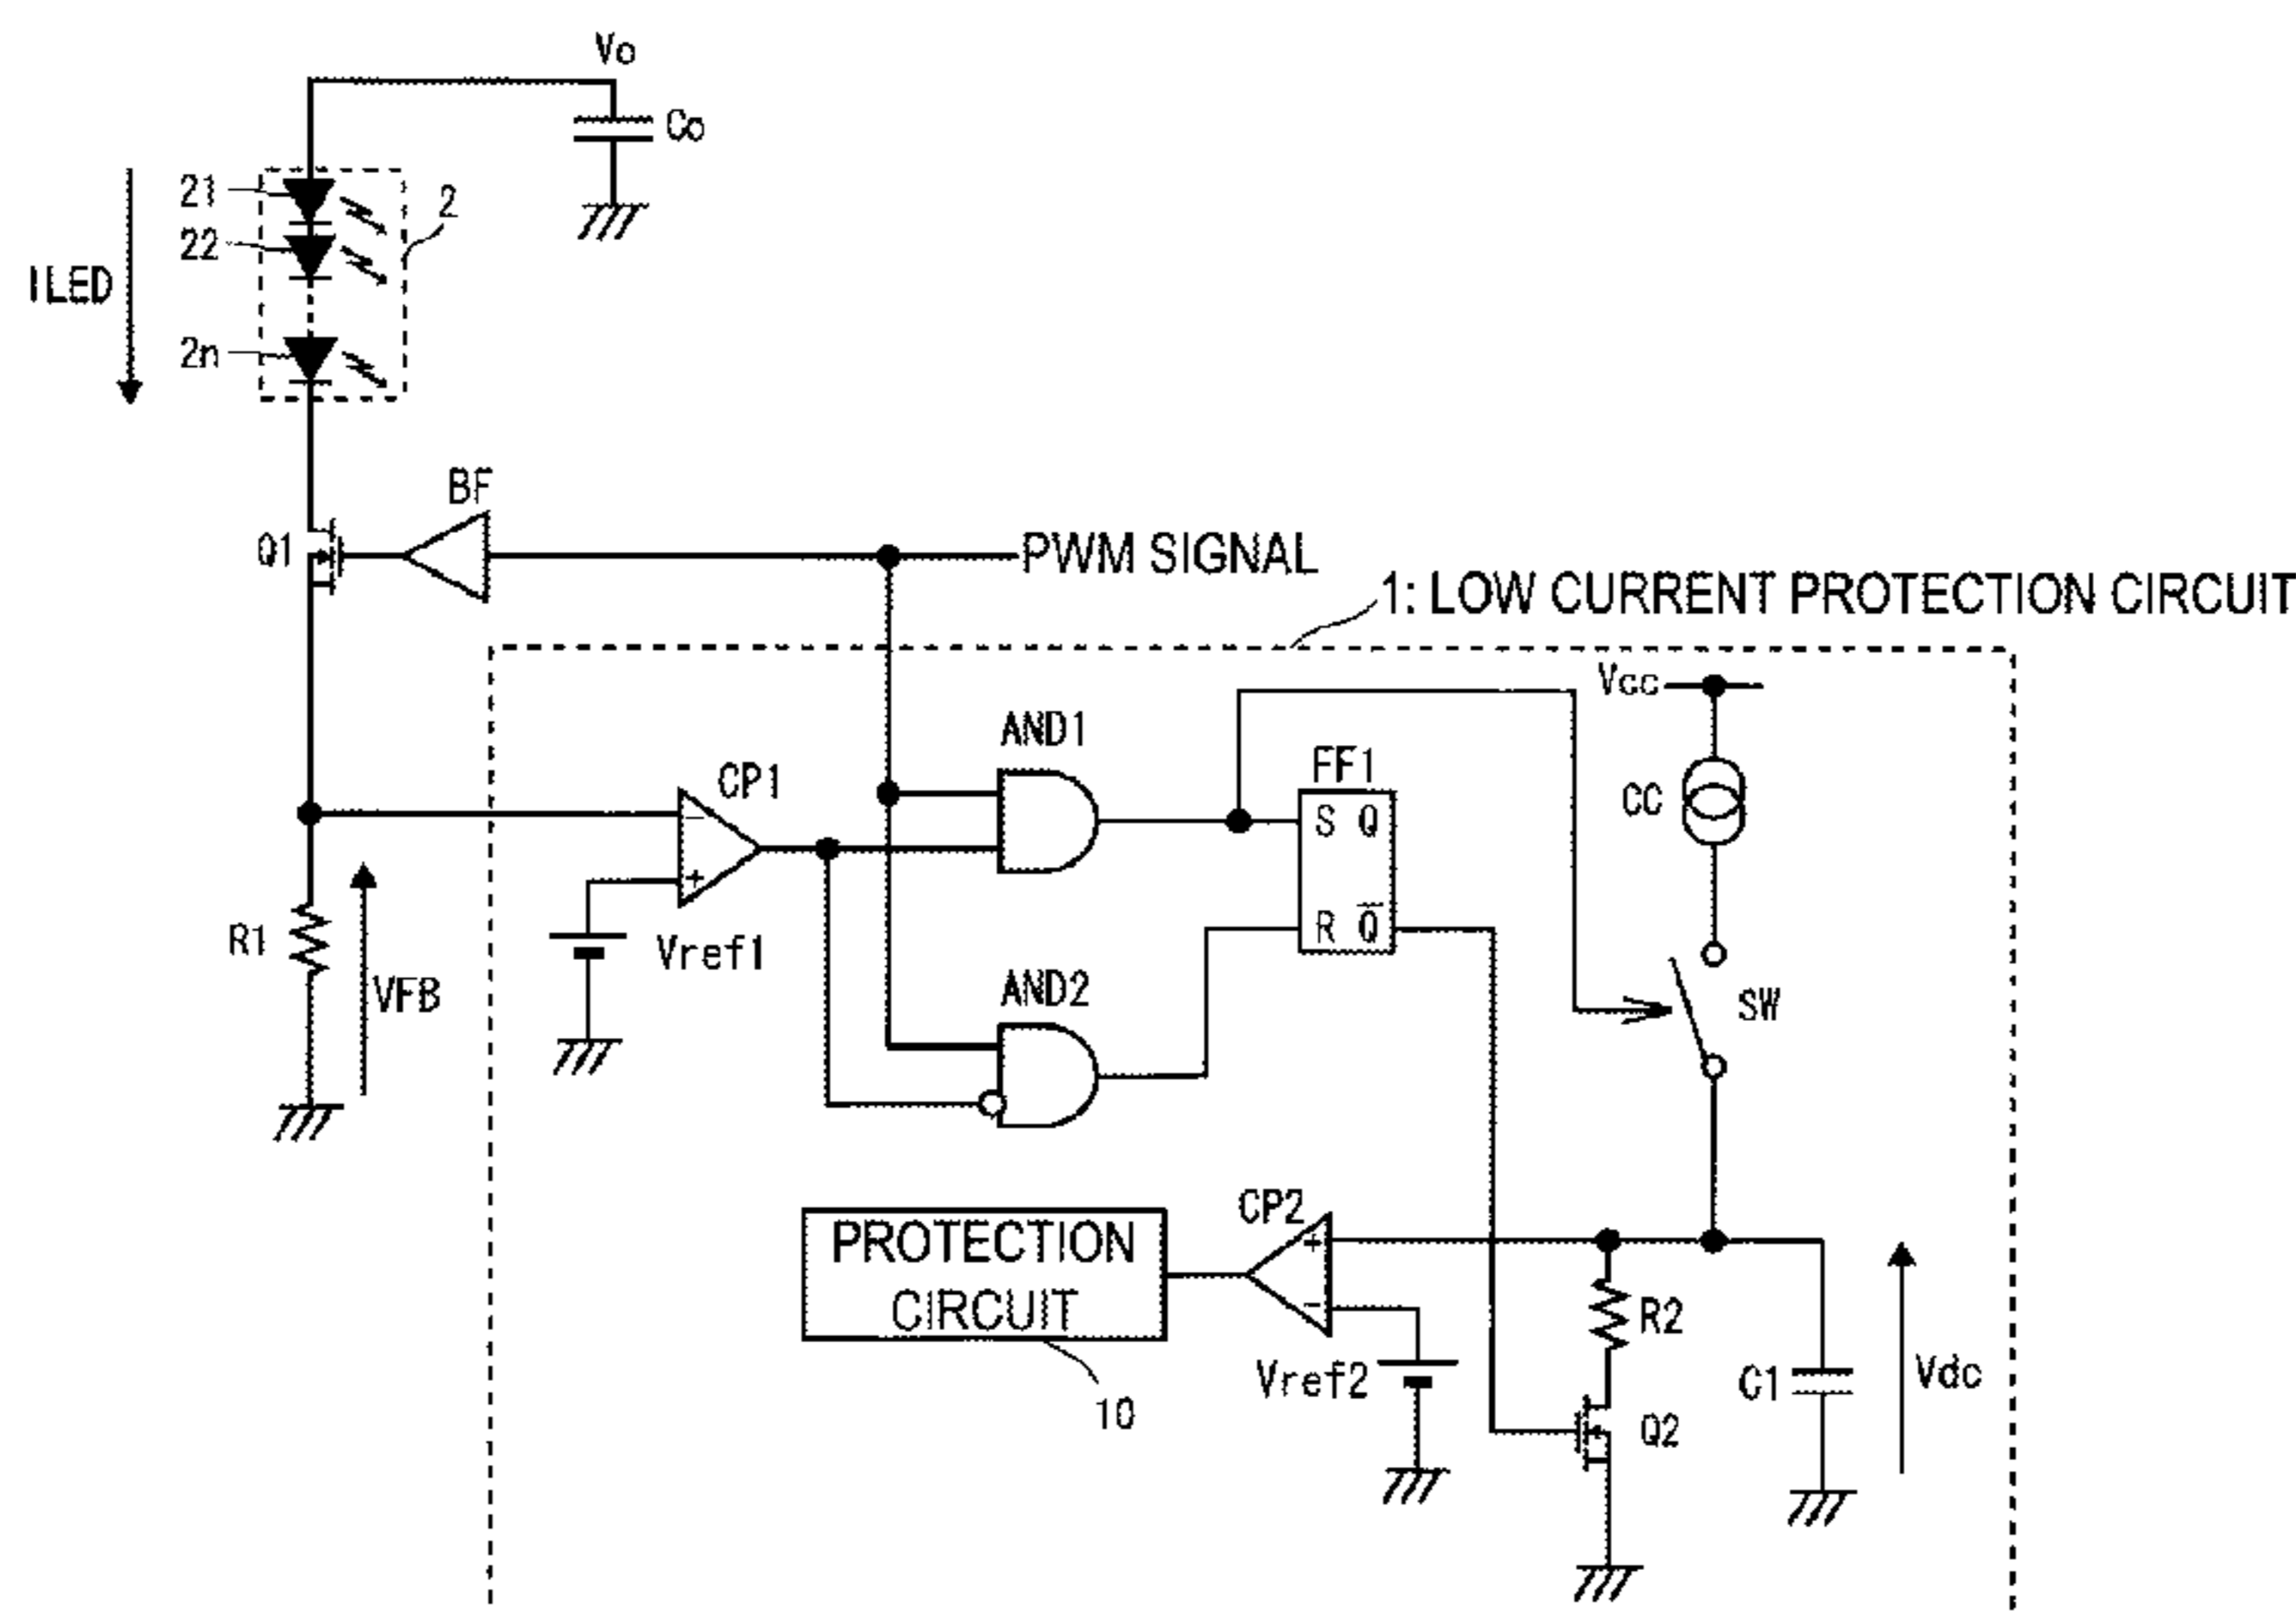 Vo
Co
21
22
2n
2
ILED
BF
Q1
PWM SIGNAL
1: LOW CURRENT PROTECTION CIRCUIT
Vcc
AND1
CP1
FF1
S Q
R Q̅
CC
-
+
R1
VFB
Vref1
AND2
SW
CP2
PROTECTION
CIRCUIT
10
+
-
Vref2
R2
C1
Vdc
Q2